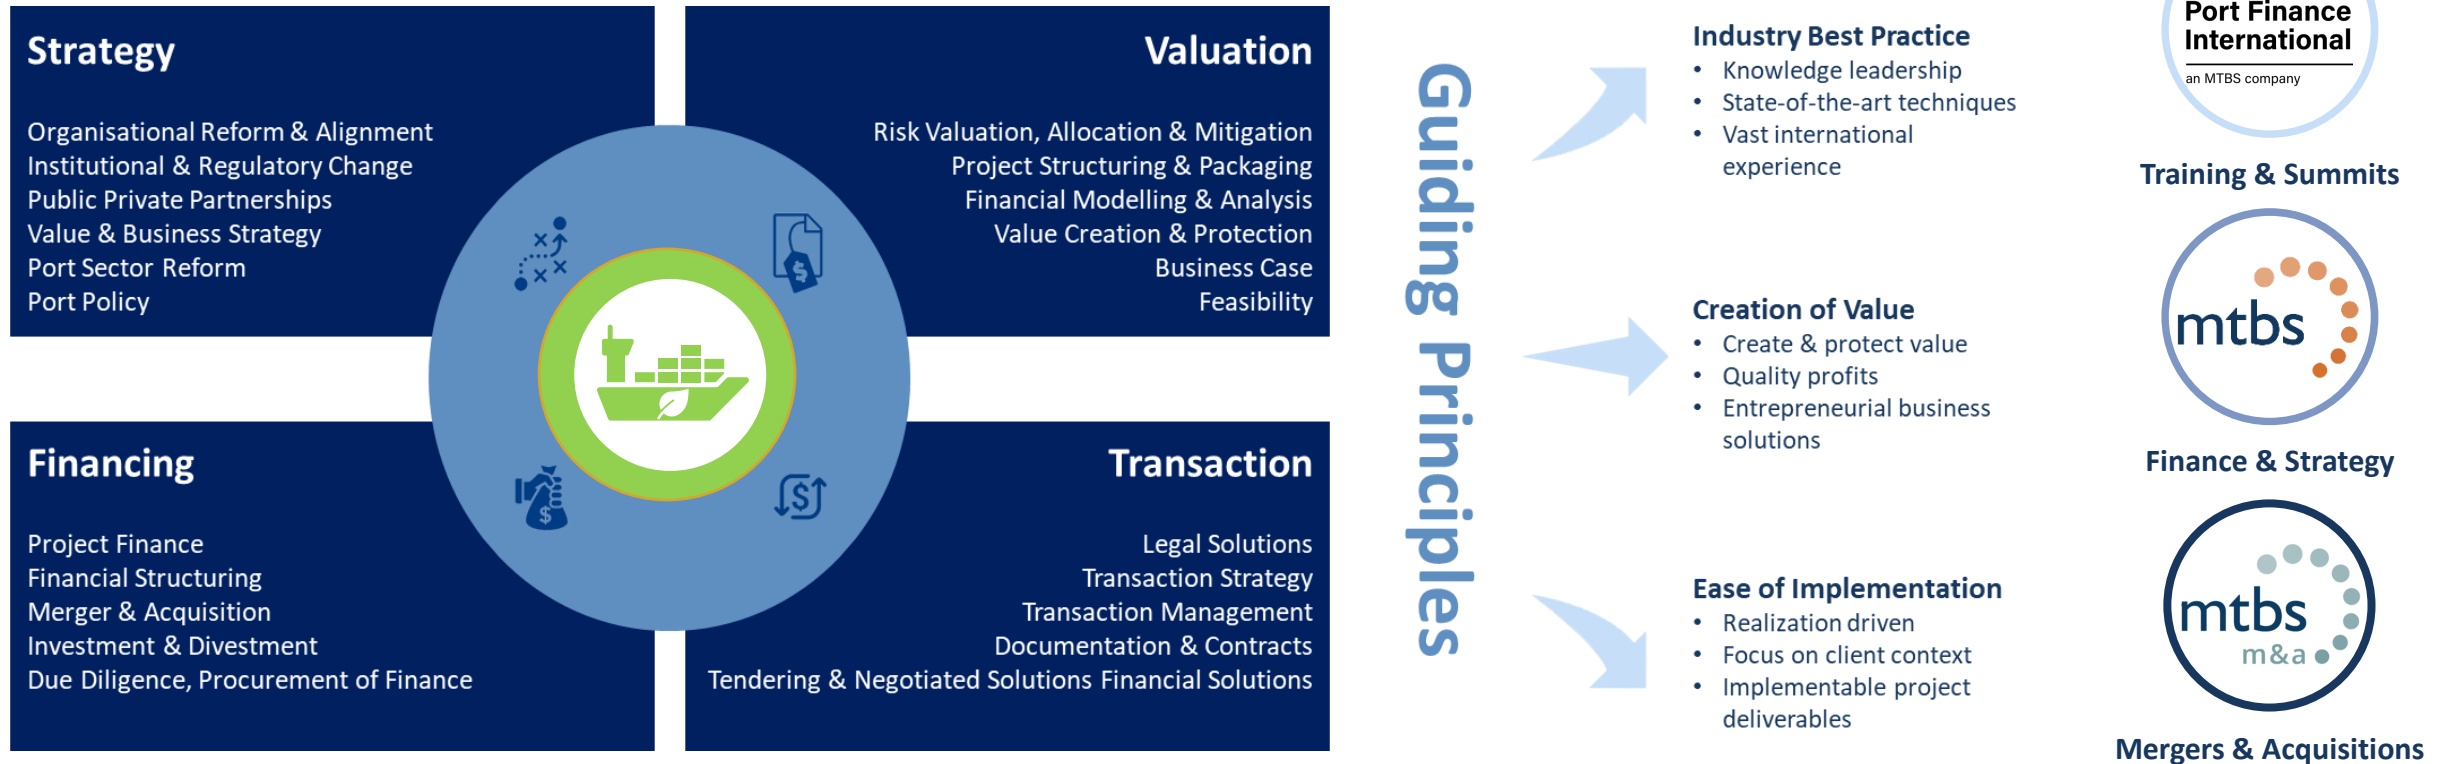 Strategy
Organisational Reform & Alignment
Institutional & Regulatory Change
Public Private Partnerships
Value & Business Strategy
Port Sector Reform
Port Policy
Valuation
Risk Valuation, Allocation & Mitigation
Project Structuring & Packaging
Financial Modelling & Analysis
Value Creation & Protection
Business Case
Feasibility
Financing
Project Finance
Financial Structuring
Merger & Acquisition
Investment & Divestment
Due Diligence, Procurement of Finance
Transaction
Legal Solutions
Transaction Strategy
Transaction Management
Documentation & Contracts
Tendering & Negotiated Solutions Financial Solutions
$
$
$
Guiding Principles
Industry Best Practice
• Knowledge leadership
• State-of-the-art techniques
• Vast international
experience
Creation of Value
• Create & protect value
• Quality profits
• Entrepreneurial business
solutions
Ease of Implementation
• Realization driven
• Focus on client context
• Implementable project
deliverables
Port Finance
International
an MTBS company
Training & Summits
mtbs
Finance & Strategy
mtbs
m&a
Mergers & Acquisitions